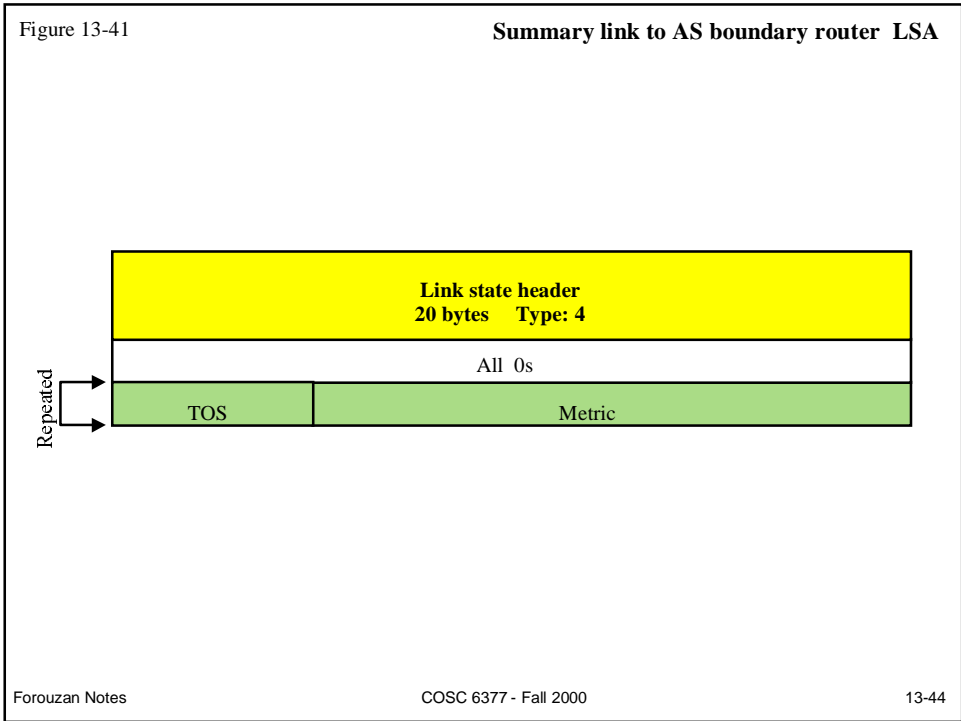 Figure 13-41
Summary link to AS boundary router LSA
Link state header
20 bytes Type: 4
All 0s
Repeated
TOS
Metric
Forouzan Notes
COSC 6377 - Fall 2000
13-44